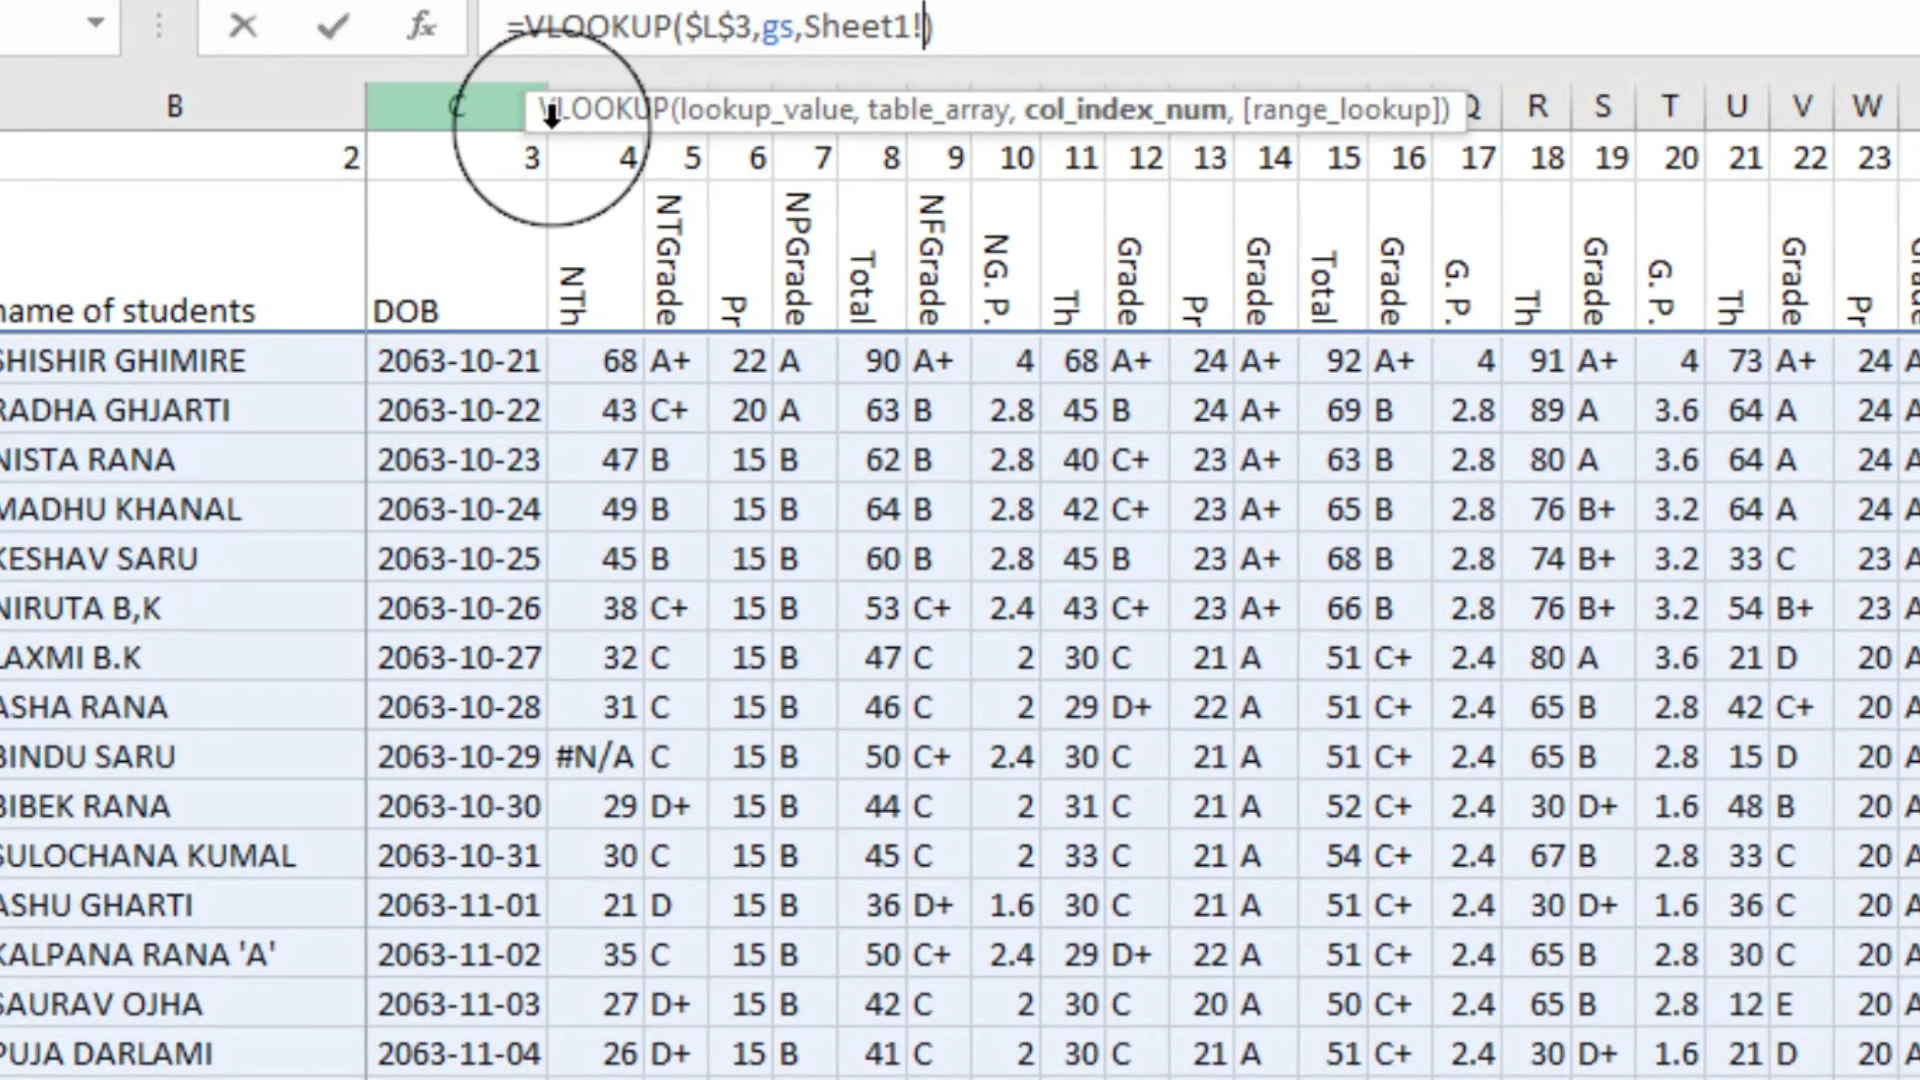 =VLOOKUP($L$3,gs,Sheet1!)
VLOOKUP(lookup_value, table_array, col_index_num, [range_lookup])
B C Q R S T U V W
2 3 4 5 6 7 8 9 10 11 12 13 14 15 16 17 18 19 20 21 22 23
name of students DOB NTh NTGrade Pr NPGrade Total NFGrade NG. P. Th Grade Pr Grade Total Grade G. P. Th Grade G. P. Th Grade Pr
SHISHIR GHIMIRE 2063-10-21 68 A+ 22 A 90 A+ 4 68 A+ 24 A+ 92 A+ 4 91 A+ 4 73 A+ 24 A
RADHA GHJARTI 2063-10-22 43 C+ 20 A 63 B 2.8 45 B 24 A+ 69 B 2.8 89 A 3.6 64 A 24 A
NISTA RANA 2063-10-23 47 B 15 B 62 B 2.8 40 C+ 23 A+ 63 B 2.8 80 A 3.6 64 A 24 A
MADHU KHANAL 2063-10-24 49 B 15 B 64 B 2.8 42 C+ 23 A+ 65 B 2.8 76 B+ 3.2 64 A 24 A
KESHAV SARU 2063-10-25 45 B 15 B 60 B 2.8 45 B 23 A+ 68 B 2.8 74 B+ 3.2 33 C 23 A
NIRUTA B,K 2063-10-26 38 C+ 15 B 53 C+ 2.4 43 C+ 23 A+ 66 B 2.8 76 B+ 3.2 54 B+ 23 A
LAXMI B.K 2063-10-27 32 C 15 B 47 C 2 30 C 21 A 51 C+ 2.4 80 A 3.6 21 D 20 A
ASHA RANA 2063-10-28 31 C 15 B 46 C 2 29 D+ 22 A 51 C+ 2.4 65 B 2.8 42 C+ 20 A
BINDU SARU 2063-10-29 #N/A C 15 B 50 C+ 2.4 30 C 21 A 51 C+ 2.4 65 B 2.8 15 D 20 A
BIBEK RANA 2063-10-30 29 D+ 15 B 44 C 2 31 C 21 A 52 C+ 2.4 30 D+ 1.6 48 B 20 A
SULOCHANA KUMAL 2063-10-31 30 C 15 B 45 C 2 33 C 21 A 54 C+ 2.4 67 B 2.8 33 C 20 A
ASHU GHARTI 2063-11-01 21 D 15 B 36 D+ 1.6 30 C 21 A 51 C+ 2.4 30 D+ 1.6 36 C 20 A
KALPANA RANA 'A' 2063-11-02 35 C 15 B 50 C+ 2.4 29 D+ 22 A 51 C+ 2.4 65 B 2.8 30 C 20 A
SAURAV OJHA 2063-11-03 27 D+ 15 B 42 C 2 30 C 20 A 50 C+ 2.4 65 B 2.8 12 E 20 A
PUJA DARLAMI 2063-11-04 26 D+ 15 B 41 C 2 30 C 21 A 51 C+ 2.4 30 D+ 1.6 21 D 20 A